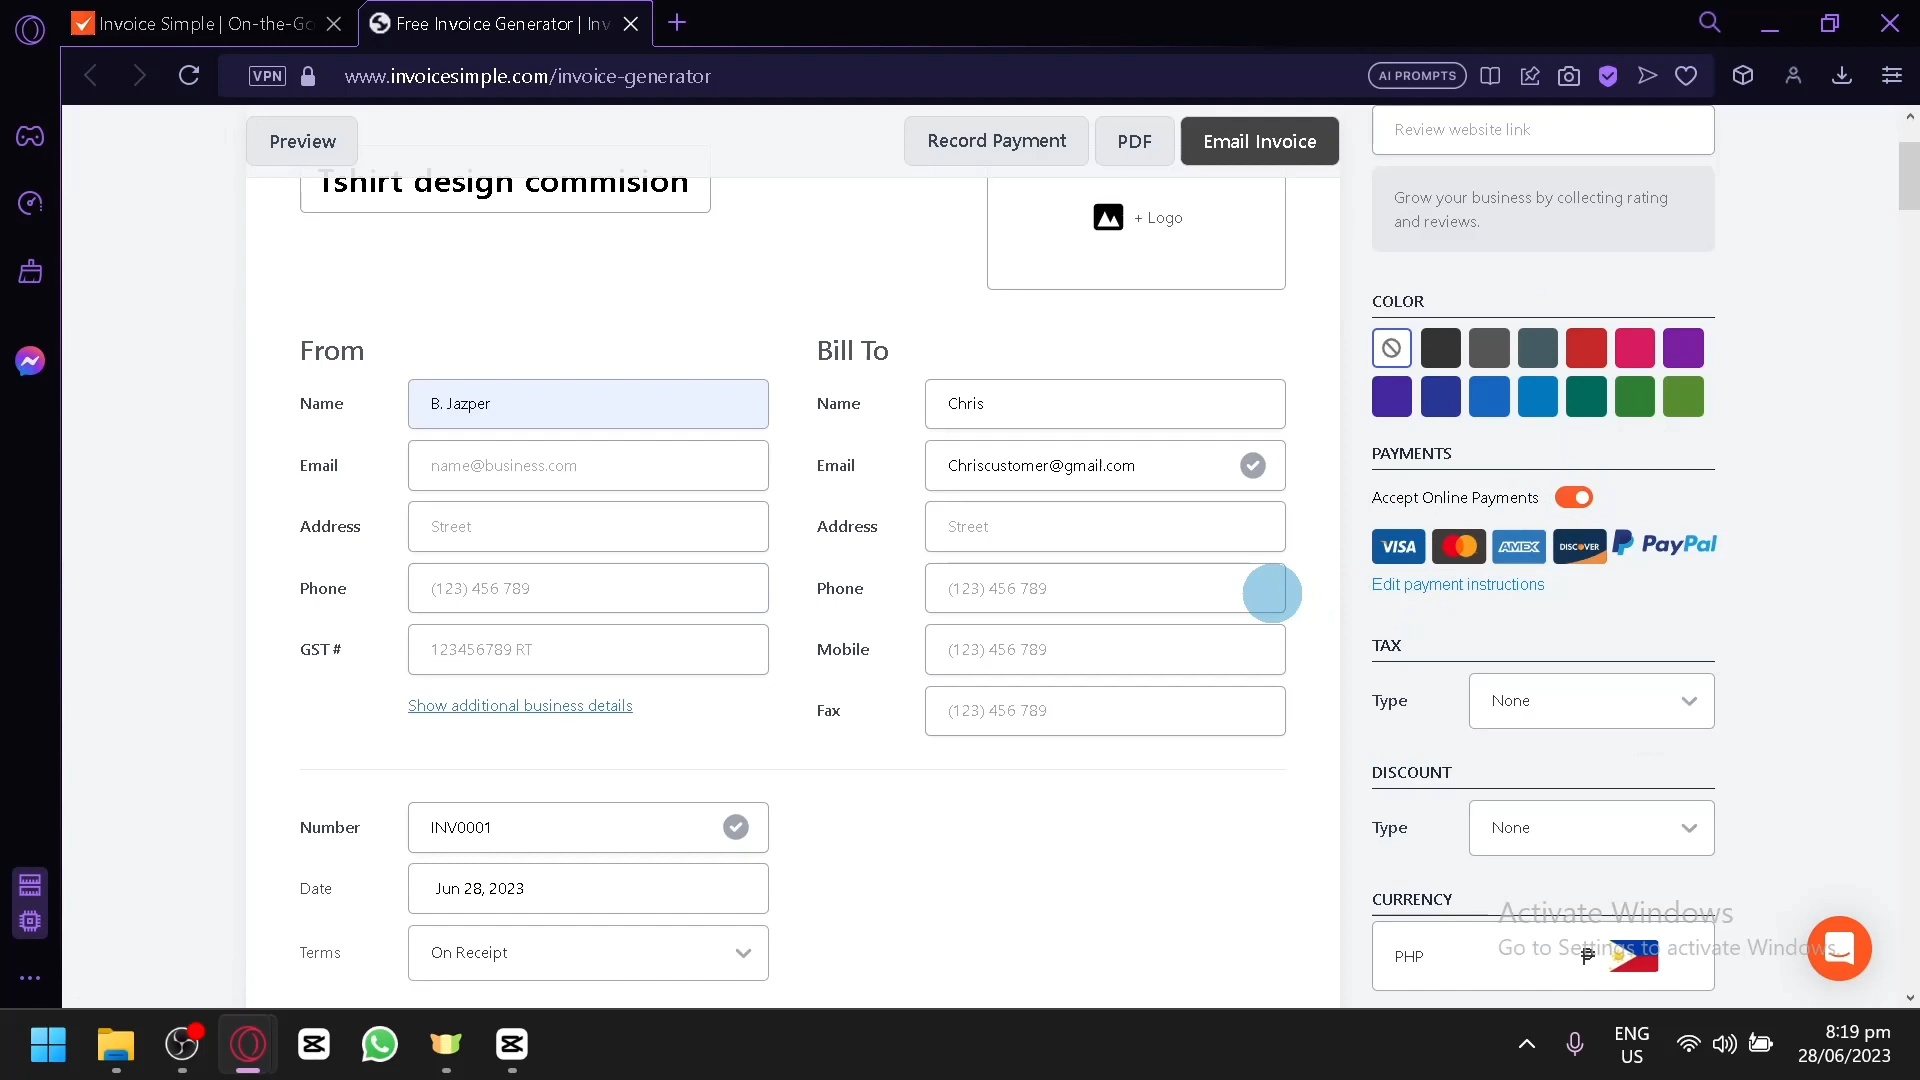 Invoice Simple | On-the-Go
Free Invoice Generator | Inv
VPN
www.invoicesimple.com/invoice-generator
AI PROMPTS
Preview
Record Payment
PDF
Email Invoice
Tshirt design commision
+ Logo
From
Name
B. Jazper
Email
name@business.com
Address
Street
Phone
(123) 456 789
GST #
123456789 RT
Show additional business details
Bill To
Name
Chris
Email
Chriscustomer@gmail.com
Address
Street
Phone
(123) 456 789
Mobile
(123) 456 789
Fax
(123) 456 789
Number
INV0001
Date
Jun 28, 2023
Terms
On Receipt
Review website link
Grow your business by collecting rating
and reviews.
COLOR
PAYMENTS
Accept Online Payments
VISA
AMEX
DISCOVER
PayPal
Edit payment instructions
TAX
Type
None
DISCOUNT
Type
None
CURRENCY
PHP
₱
Activate Windows
Go to Settings to activate Windows.
ENG
US
8:19 pm
28/06/2023